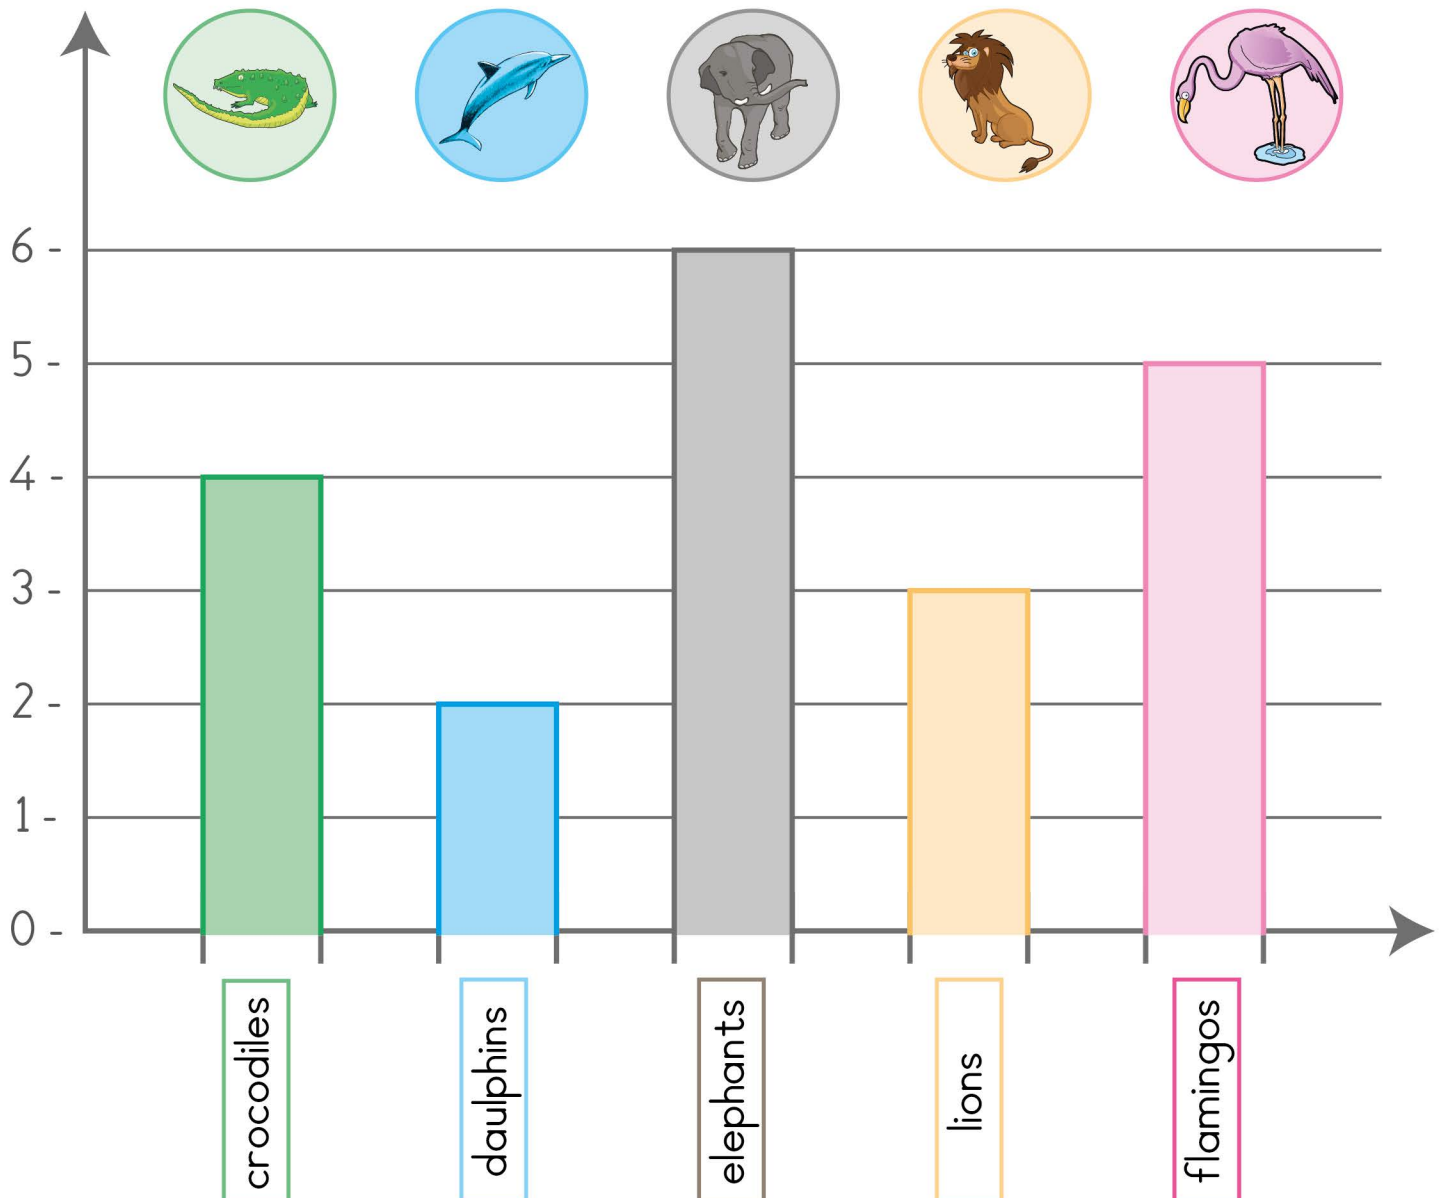 6 -
5 -
4 -
3 -
2 -
1 -
0 -
crocodiles
daulphins
elephants
lions
flamingos